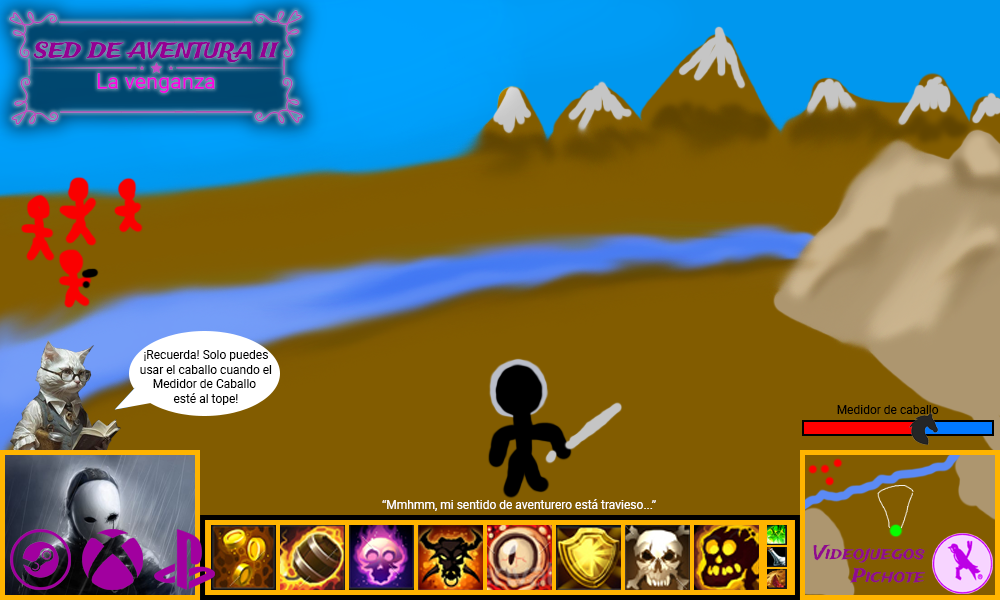 SED DE AVENTURA II
La venganza
¡Recuerda! Solo puedes
usar el caballo cuando el
Medidor de Caballo
esté al tope!
Medidor de caballo
“Mmhmm, mi sentido de aventurero está travieso...”
VIDEOJUEGOS
PICHOTE